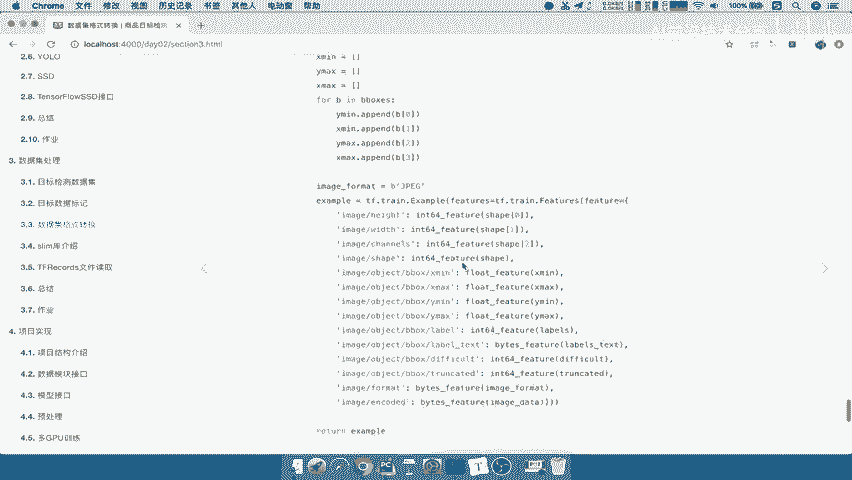 Chrome 文件 修改 视图 历史记录 书签 其他人 电动窗 帮助
100%
数据集格式转换 | 商品目标检测
localhost:4000/day02/section3.html
2.6. YOLO
2.7. SSD
2.8. TensorFlowSSD接口
2.9. 总结
2.10. 作业
3. 数据集处理
3.1. 目标检测数据集
3.2. 目标数据标记
3.3. 数据集格式转换
3.4. slim库介绍
3.5. TFRecords文件读取
3.6. 总结
3.7. 作业
4. 项目实现
4.1. 项目结构介绍
4.2. 数据模块接口
4.3. 模型接口
4.4. 预处理
4.5. 多GPU训练
xmin = []
ymax = []
xmax = []
for b in bboxes:
ymin.append(b[0])
xmin.append(b[1])
ymax.append(b[2])
xmax.append(b[3])
image_format = b'JPEG'
example = tf.train.Example(features=tf.train.Features(feature={
'image/height': int64_feature(shape[0]),
'image/width': int64_feature(shape[1]),
'image/channels': int64_feature(shape[2]),
'image/shape': int64_feature(shape),
'image/object/bbox/xmin': float_feature(xmin),
'image/object/bbox/xmax': float_feature(xmax),
'image/object/bbox/ymin': float_feature(ymin),
'image/object/bbox/ymax': float_feature(ymax),
'image/object/bbox/label': int64_feature(labels),
'image/object/bbox/label_text': bytes_feature(labels_text),
'image/object/bbox/difficult': int64_feature(difficult),
'image/object/bbox/truncated': int64_feature(truncated),
'image/format': bytes_feature(image_format),
'image/encoded': bytes_feature(image_data)}))
return example